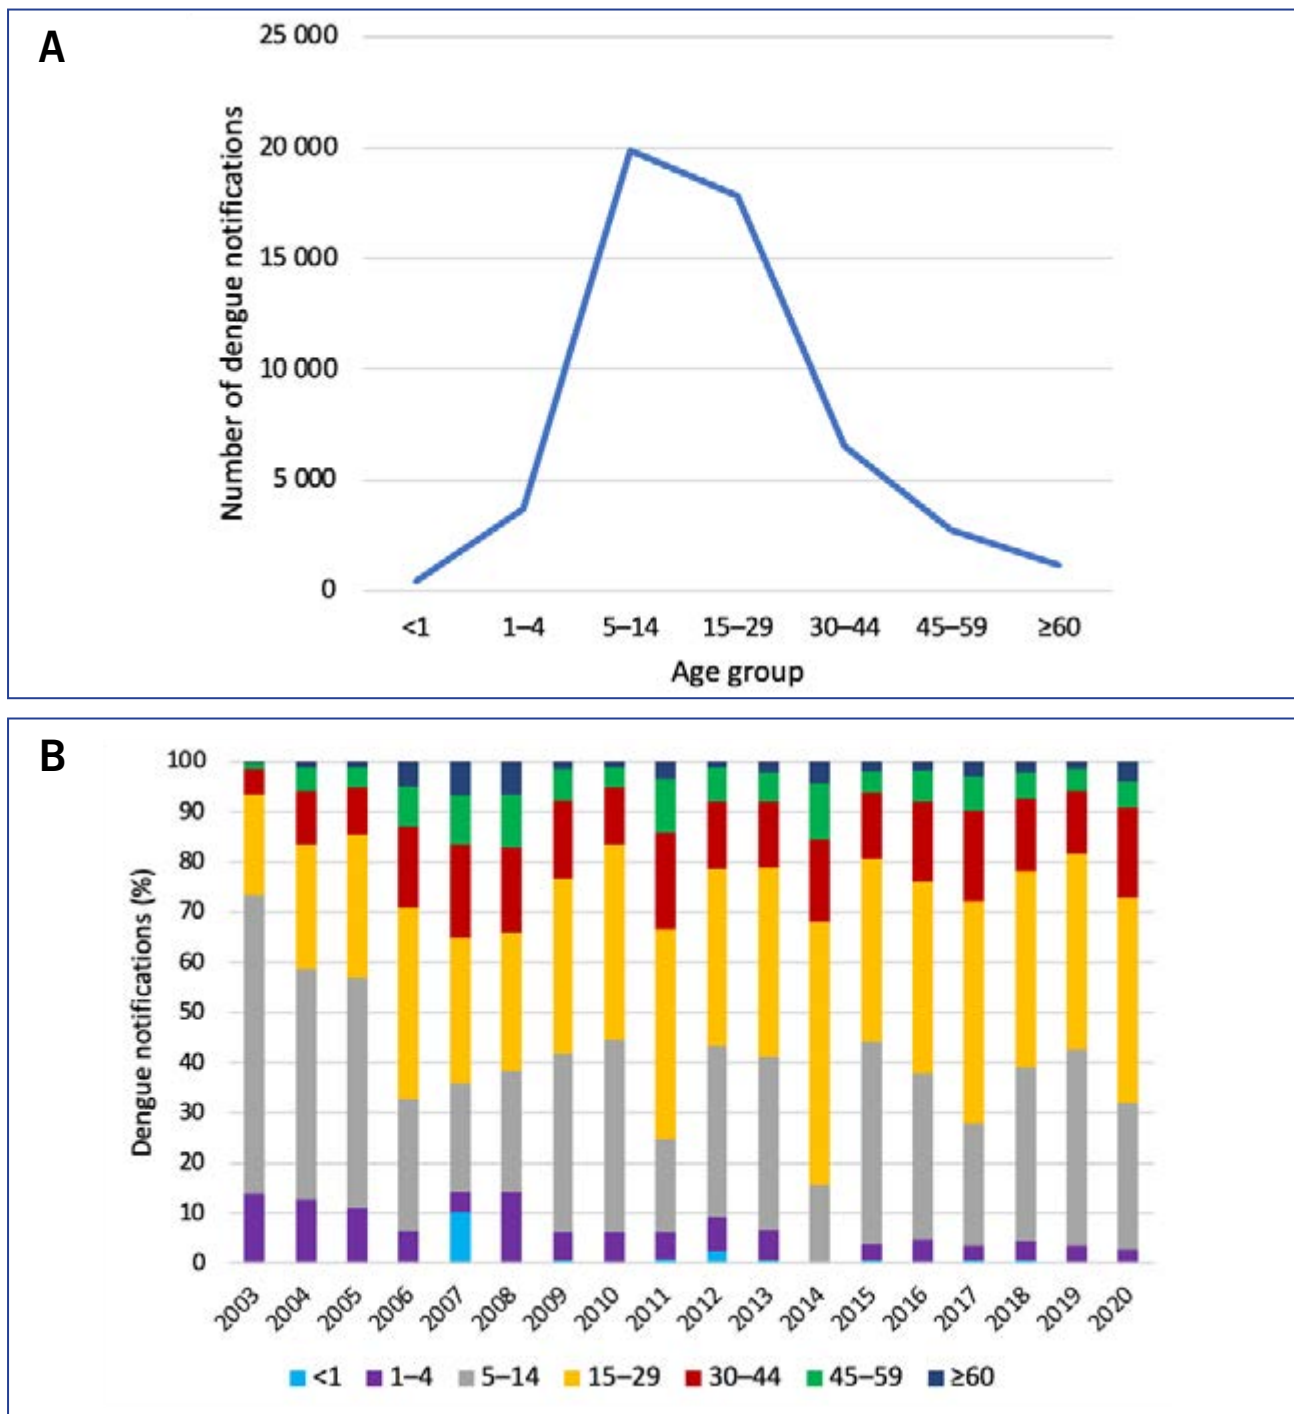 A
25 000
20 000
15 000
10 000
5 000
0
Number of dengue notifications
<1 1–4 5–14 15–29 30–44 45–59 ≥60
Age group
B
100
90
80
70
60
50
40
30
20
10
0
Dengue notifications (%)
2003 2004 2005 2006 2007 2008 2009 2010 2011 2012 2013 2014 2015 2016 2017 2018 2019 2020
<1 1–4 5–14 15–29 30–44 45–59 ≥60